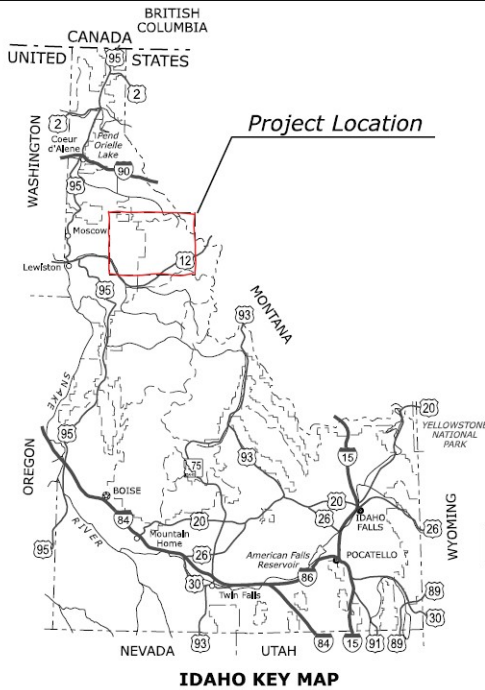 BRITISH
COLUMBIA
CANADA
UNITED
STATES
95
2
Project Location
2
WASHINGTON
Coeur
d'Alene
Pend
Orielle
Lake
90
95
Moscow
12
Lewiston
95
93
MONTANA
SNAKE
20
YELLOWSTONE
NATIONAL
PARK
95
OREGON
93
15
75
BOISE
20
20
WYOMING
84
26
IDAHO
FALLS
26
RIVER
Mountain
Home
95
26
American Falls
Reservoir
POCATELLO
30
86
Twin Falls
89
30
93
84
15
91
89
NEVADA
UTAH
IDAHO KEY MAP